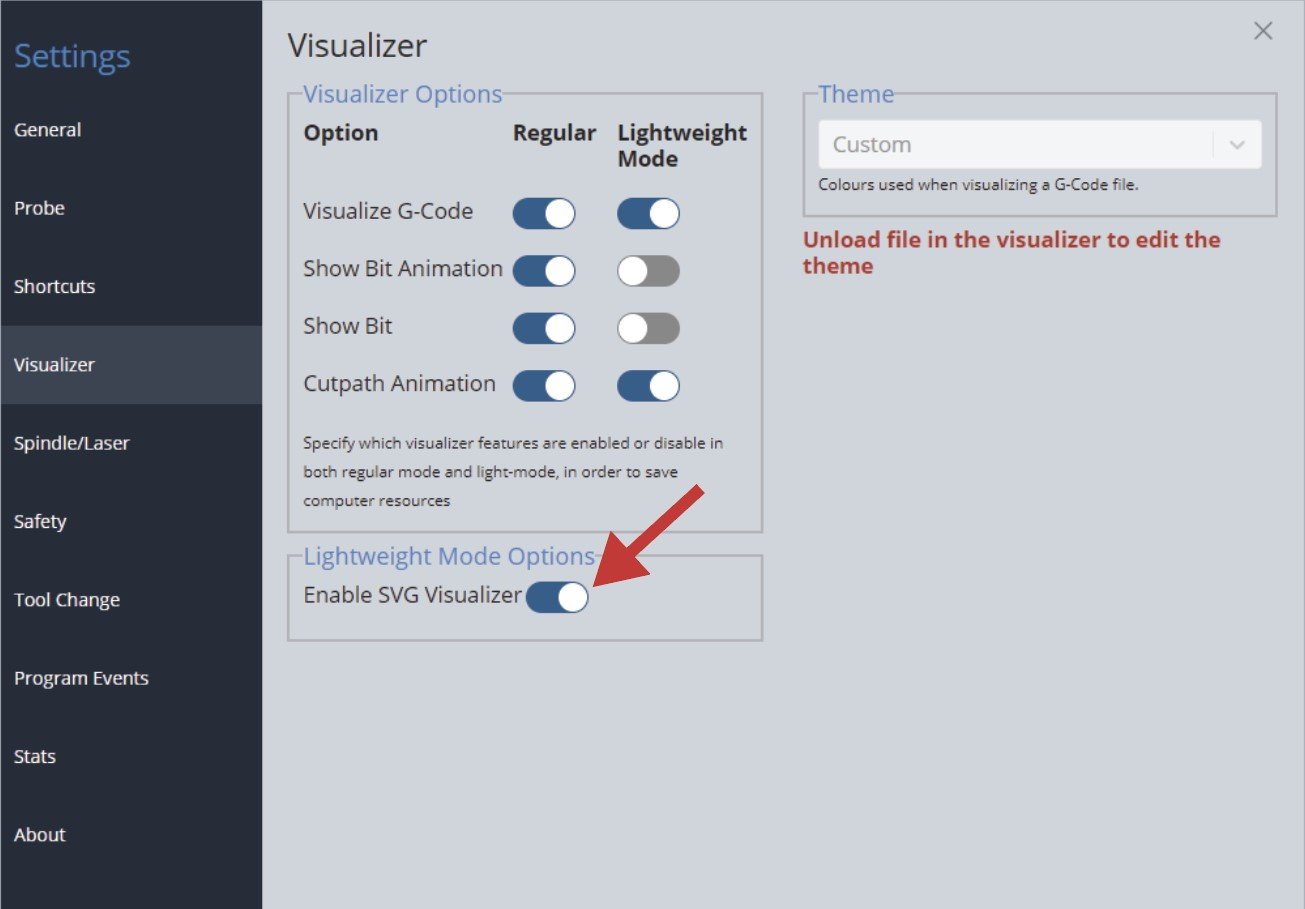 Settings
General
Probe
Shortcuts
Visualizer
Spindle/Laser
Safety
Tool Change
Program Events
Stats
About
Visualizer
Visualizer Options
Option Regular Lightweight
Mode
Visualize G-Code
Show Bit Animation
Show Bit
Cutpath Animation
Specify which visualizer features are enabled or disable in
both regular mode and light-mode, in order to save
computer resources
Lightweight Mode Options
Enable SVG Visualizer
Theme
Custom
Colours used when visualizing a G-Code file.
Unload file in the visualizer to edit the
theme